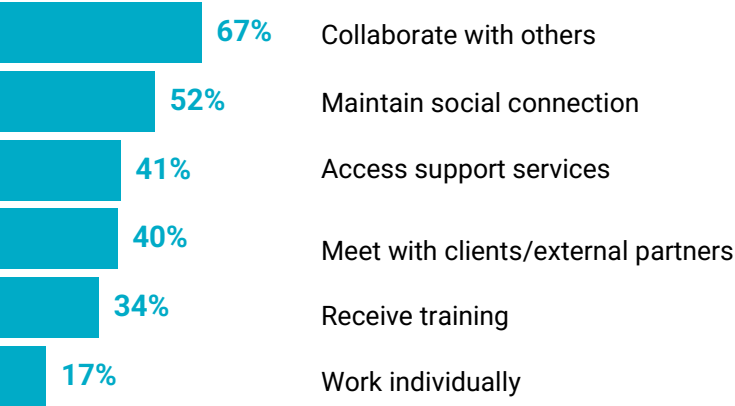 67% Collaborate with others
52% Maintain social connection
41% Access support services
40% Meet with clients/external partners
34% Receive training
17% Work individually